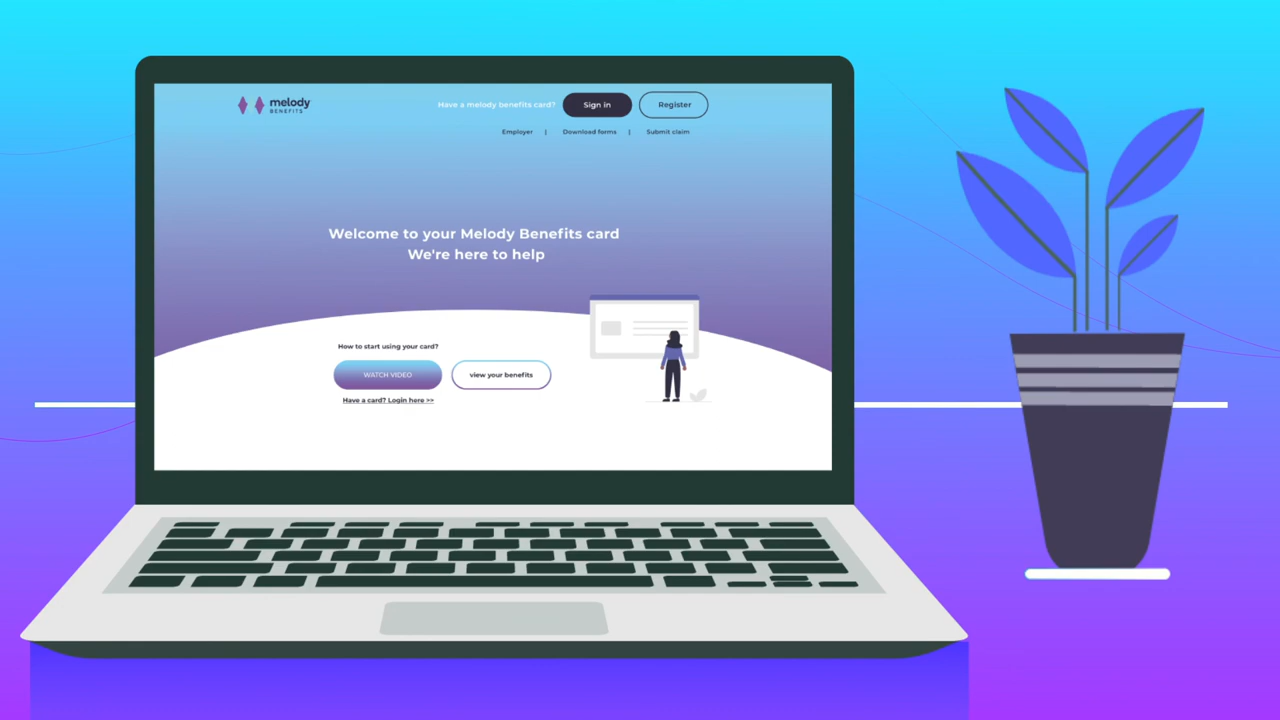 melody
BENEFITS
Have a melody benefits card?
Sign in
Register
Employer | Download forms | Submit claim
Welcome to your Melody Benefits card
We're here to help
How to start using your card?
WATCH VIDEO
view your benefits
Have a card? Login here >>